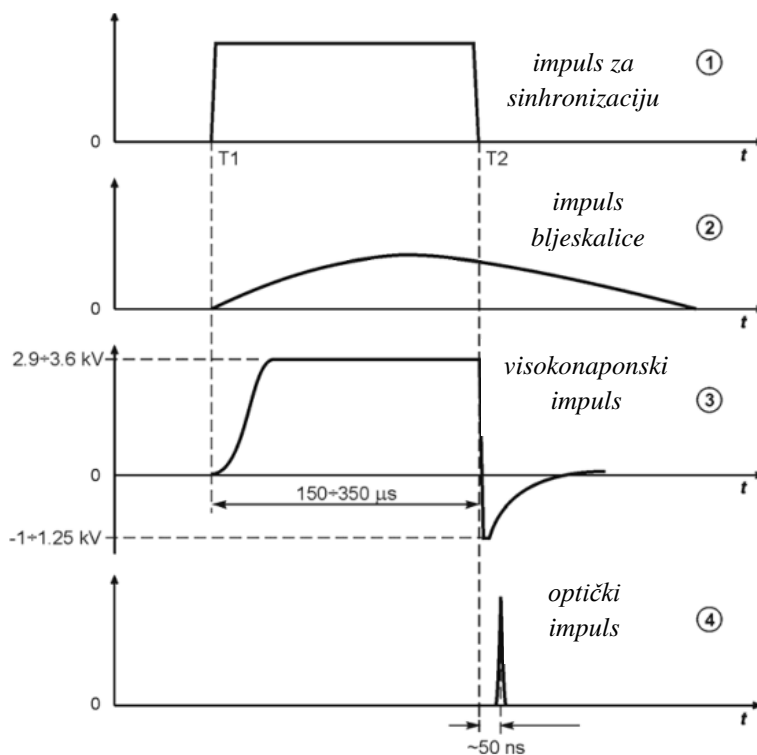 impuls za
sinhronizaciju
1
0
T1
T2
t
impuls
bljeskalice
2
0
t
2.9÷3.6 kV
visokonaponski
impuls
3
0
t
150÷350 µs
-1÷1.25 kV
optički
impuls
4
0
t
~50 ns